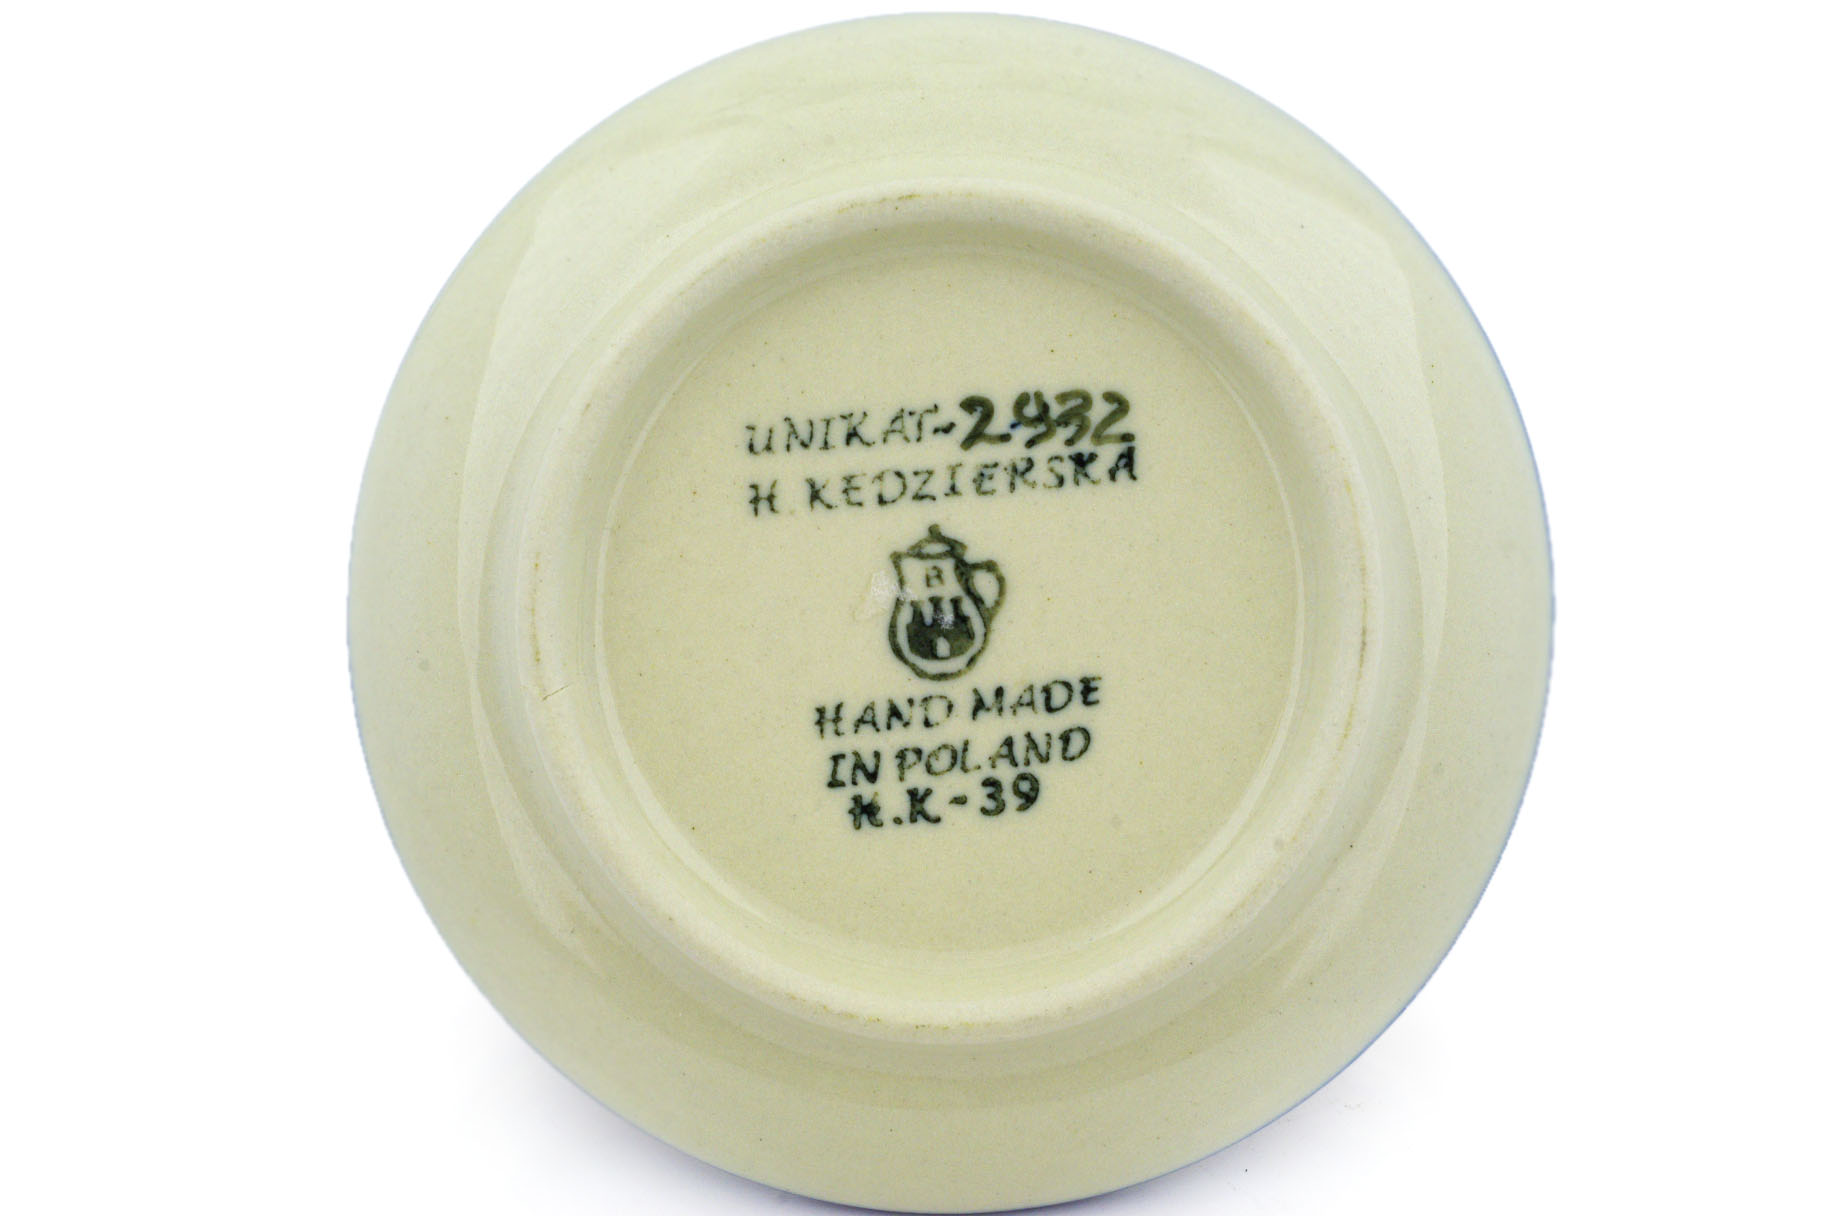 UNIKAT-2932
H. KEDZIERSKA
B
HAND MADE
IN POLAND
H.K-39